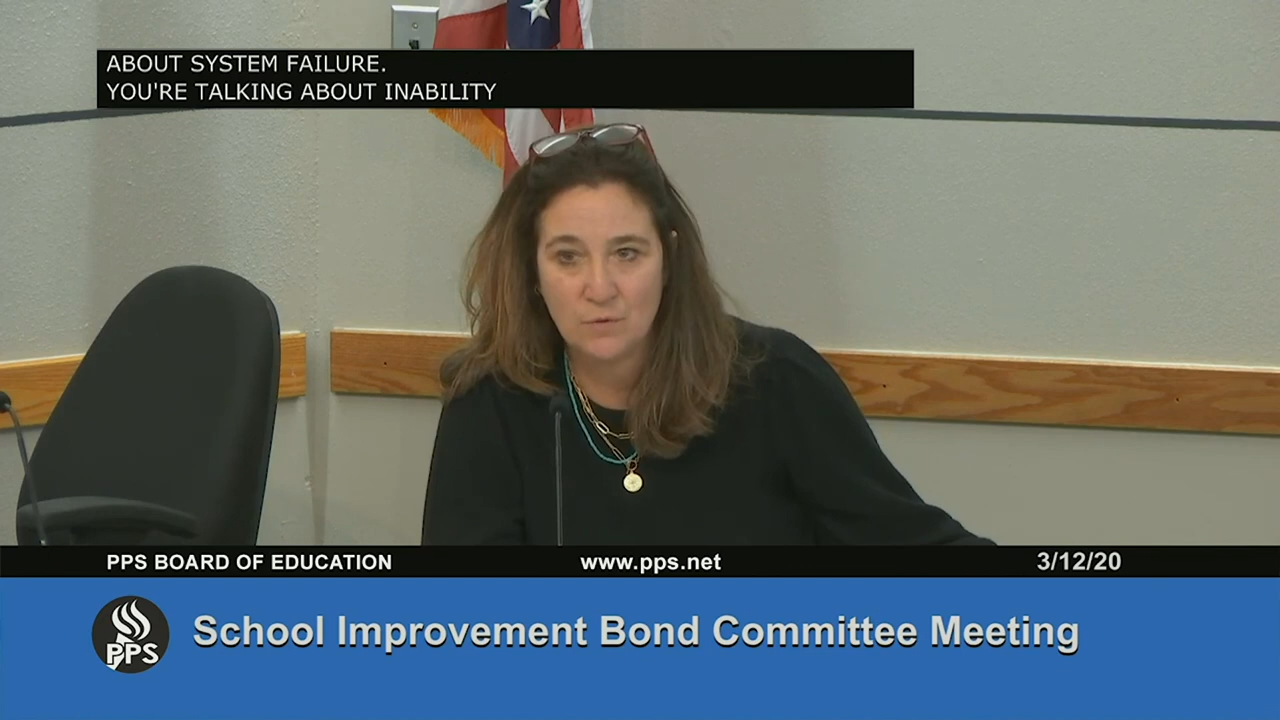 ABOUT SYSTEM FAILURE.
YOU'RE TALKING ABOUT INABILITY
PPS BOARD OF EDUCATION www.pps.net 3/12/20
PPS School Improvement Bond Committee Meeting